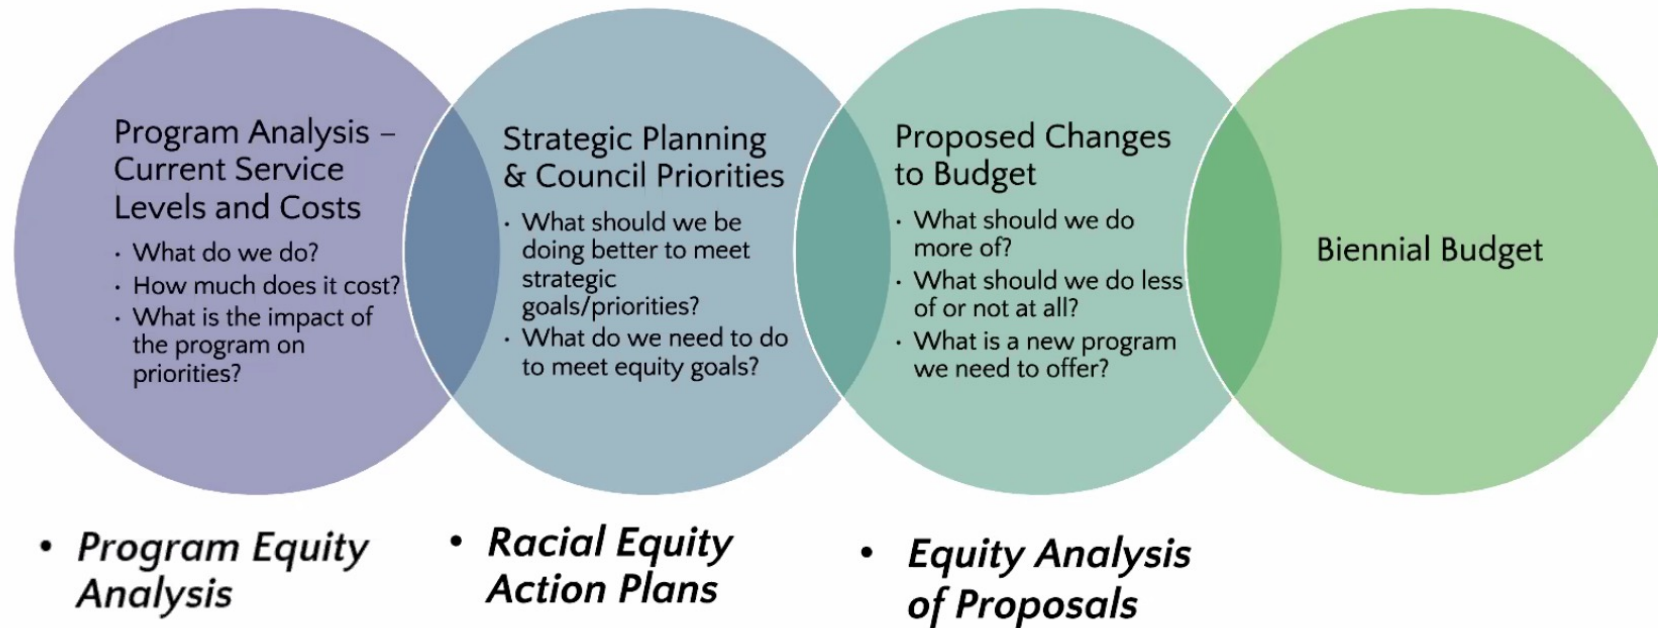 Program Analysis –
Current Service
Levels and Costs
· What do we do?
· How much does it cost?
· What is the impact of
the program on
priorities?
Strategic Planning
& Council Priorities
· What should we be
doing better to meet
strategic
goals/priorities?
· What do we need to do
to meet equity goals?
Proposed Changes
to Budget
· What should we do
more of?
· What should we do less
of or not at all?
· What is a new program
we need to offer?
Biennial Budget
• Program Equity
Analysis
• Racial Equity
Action Plans
• Equity Analysis
of Proposals